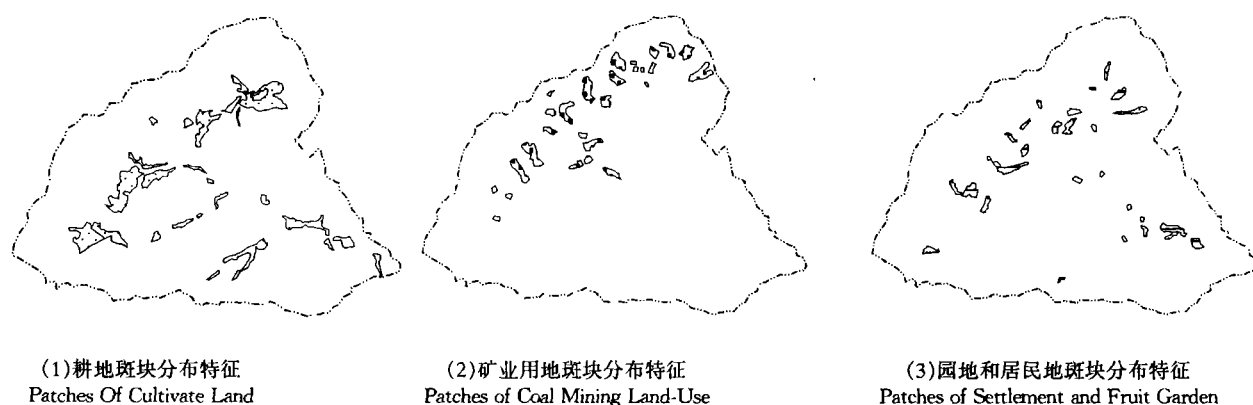 (1)耕地斑块分布特征
Patches Of Cultivate Land
(2)矿业用地斑块分布特征
Patches of Coal Mining Land-Use
(3)园地和居民地斑块分布特征
Patches of Settlement and Fruit Garden